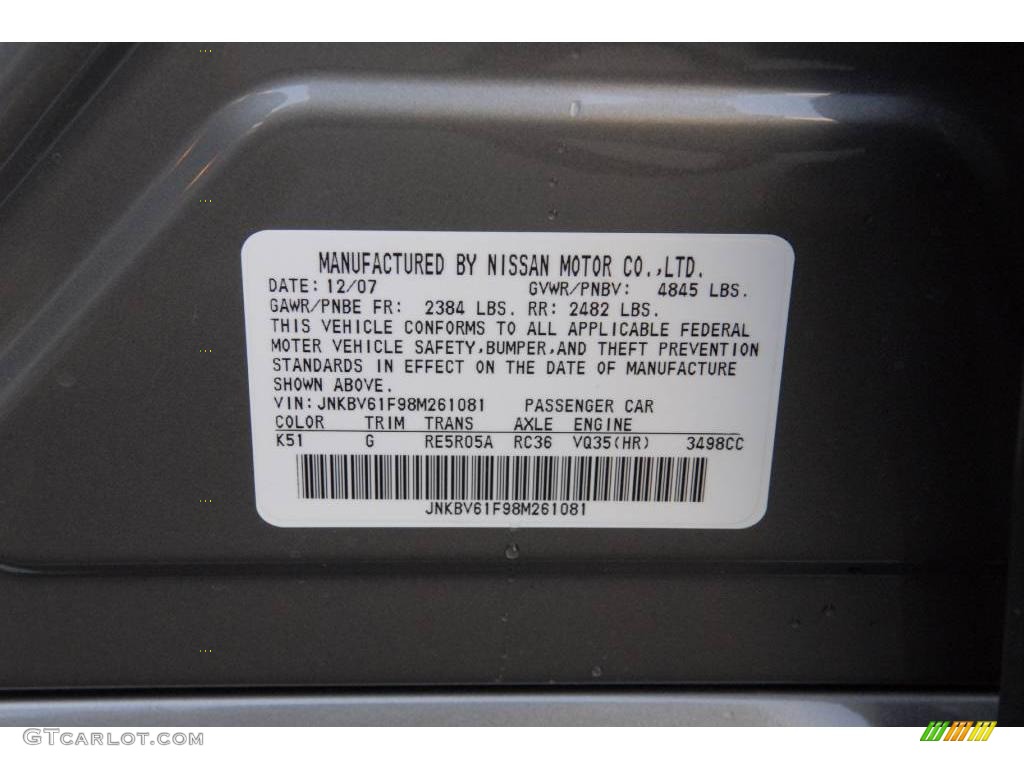 MANUFACTURED BY NISSAN MOTOR CO.,LTD.
DATE: 12/07 GVWR/PNBV: 4845 LBS.
GAWR/PNBE FR: 2384 LBS. RR: 2482 LBS.
THIS VEHICLE CONFORMS TO ALL APPLICABLE FEDERAL
MOTER VEHICLE SAFETY,BUMPER,AND THEFT PREVENTION
STANDARDS IN EFFECT ON THE DATE OF MANUFACTURE
SHOWN ABOVE.
VIN: JNKBV61F98M261081 PASSENGER CAR
COLOR TRIM TRANS AXLE ENGINE
K51 G RE5R05A RC36 VQ35(HR) 3498CC
JNKBV61F98M261081
GTCarLot.com